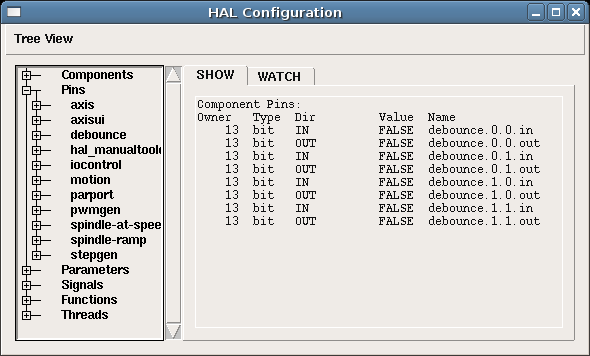 HAL Configuration
Tree View
Components
Pins
axis
axisui
debounce
hal_manualtool
iocontrol
motion
parport
pwmgen
spindle-at-spee
spindle-ramp
stepgen
Parameters
Signals
Functions
Threads
SHOW WATCH
Component Pins:
Owner Type Dir Value Name
13 bit IN FALSE debounce.0.0.in
13 bit OUT FALSE debounce.0.0.out
13 bit IN FALSE debounce.0.1.in
13 bit OUT FALSE debounce.0.1.out
13 bit IN FALSE debounce.1.0.in
13 bit OUT FALSE debounce.1.0.out
13 bit IN FALSE debounce.1.1.in
13 bit OUT FALSE debounce.1.1.out